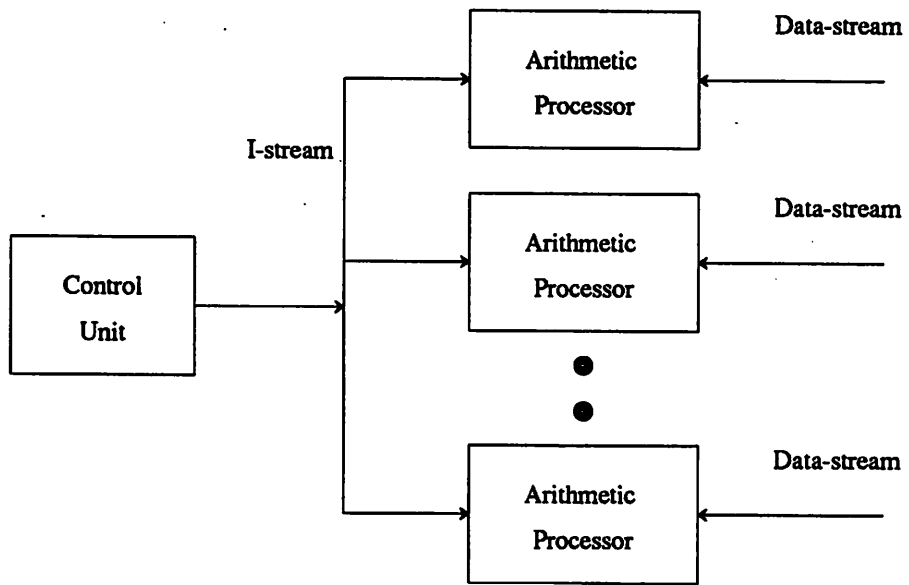 Data-stream
Arithmetic
Processor
I-stream
Data-stream
Arithmetic
Processor
Control
Unit
Data-stream
Arithmetic
Processor